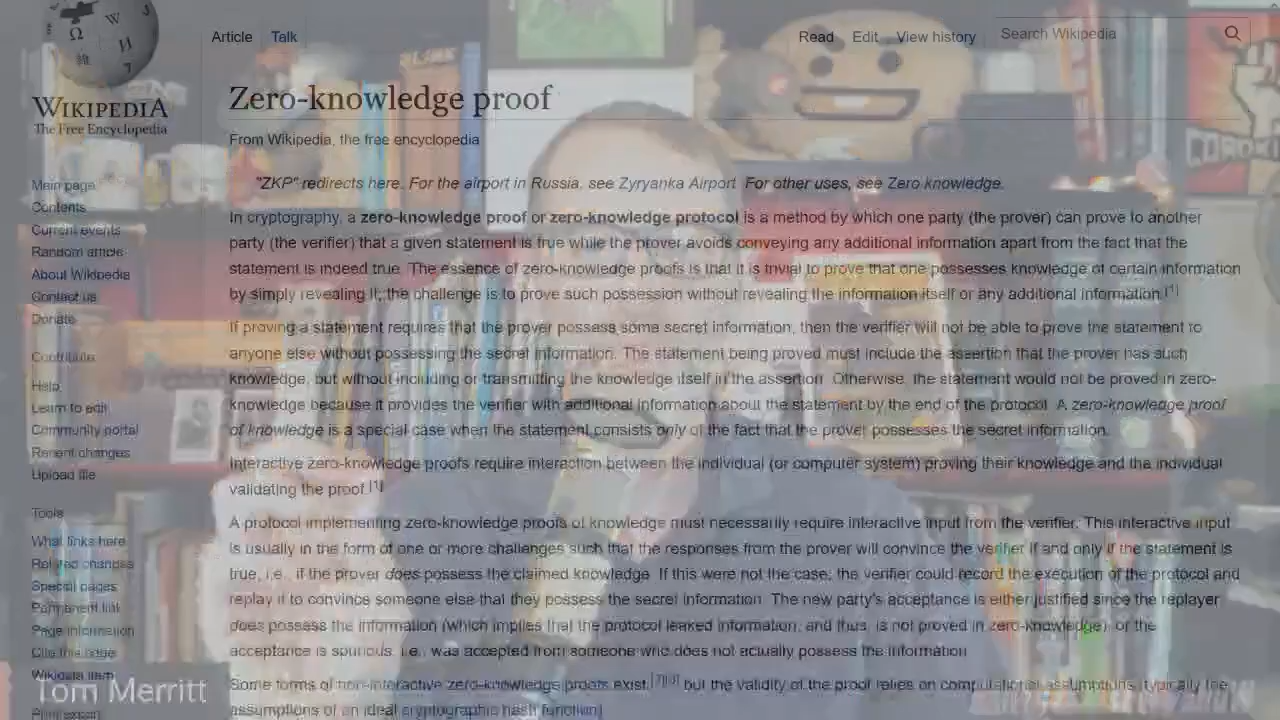 Article Talk Read Edit View history Search Wikipedia
WIKIPEDIA
The Free Encyclopedia
Zero-knowledge proof
From Wikipedia, the free encyclopedia
"ZKP" redirects here. For the airport in Russia, see Zyryanka Airport. For other uses, see Zero knowledge.
In cryptography, a zero-knowledge proof or zero-knowledge protocol is a method by which one party (the prover) can prove to another
party (the verifier) that a given statement is true while the prover avoids conveying any additional information apart from the fact that the
statement is indeed true. The essence of zero-knowledge proofs is that it is trivial to prove that one possesses knowledge of certain information
by simply revealing it; the challenge is to prove such possession without revealing the information itself or any additional information.[1]
If proving a statement requires that the prover possess some secret information, then the verifier will not be able to prove the statement to
anyone else without possessing the secret information. The statement being proved must include the assertion that the prover has such
knowledge, but without including or transmitting the knowledge itself in the assertion. Otherwise, the statement would not be proved in zero-
knowledge because it provides the verifier with additional information about the statement by the end of the protocol. A zero-knowledge proof
of knowledge is a special case when the statement consists only of the fact that the prover possesses the secret information.
Interactive zero-knowledge proofs require interaction between the individual (or computer system) proving their knowledge and the individual
validating the proof.[1]
A protocol implementing zero-knowledge proofs of knowledge must necessarily require interactive input from the verifier. This interactive input
is usually in the form of one or more challenges such that the responses from the prover will convince the verifier if and only if the statement is
true, i.e., if the prover does possess the claimed knowledge. If this were not the case, the verifier could record the execution of the protocol and
replay it to convince someone else that they possess the secret information. The new party's acceptance is either justified since the replayer
does possess the information (which implies that the protocol leaked information, and thus, is not proved in zero-knowledge), or the
acceptance is spurious, i.e., was accepted from someone who does not actually possess the information.
Some forms of non-interactive zero-knowledge proofs exist, but the validity of the proof relies on computational assumptions (typically the
assumptions of an ideal cryptographic hash function)
Main page
Contents
Current events
Random article
About Wikipedia
Contact us
Donate
Contribute
Help
Learn to edit
Community portal
Recent changes
Upload file
Tools
What links here
Related changes
Special pages
Permanent link
Page information
Cite this page
Wikidata item
Print/export
Tom Merritt